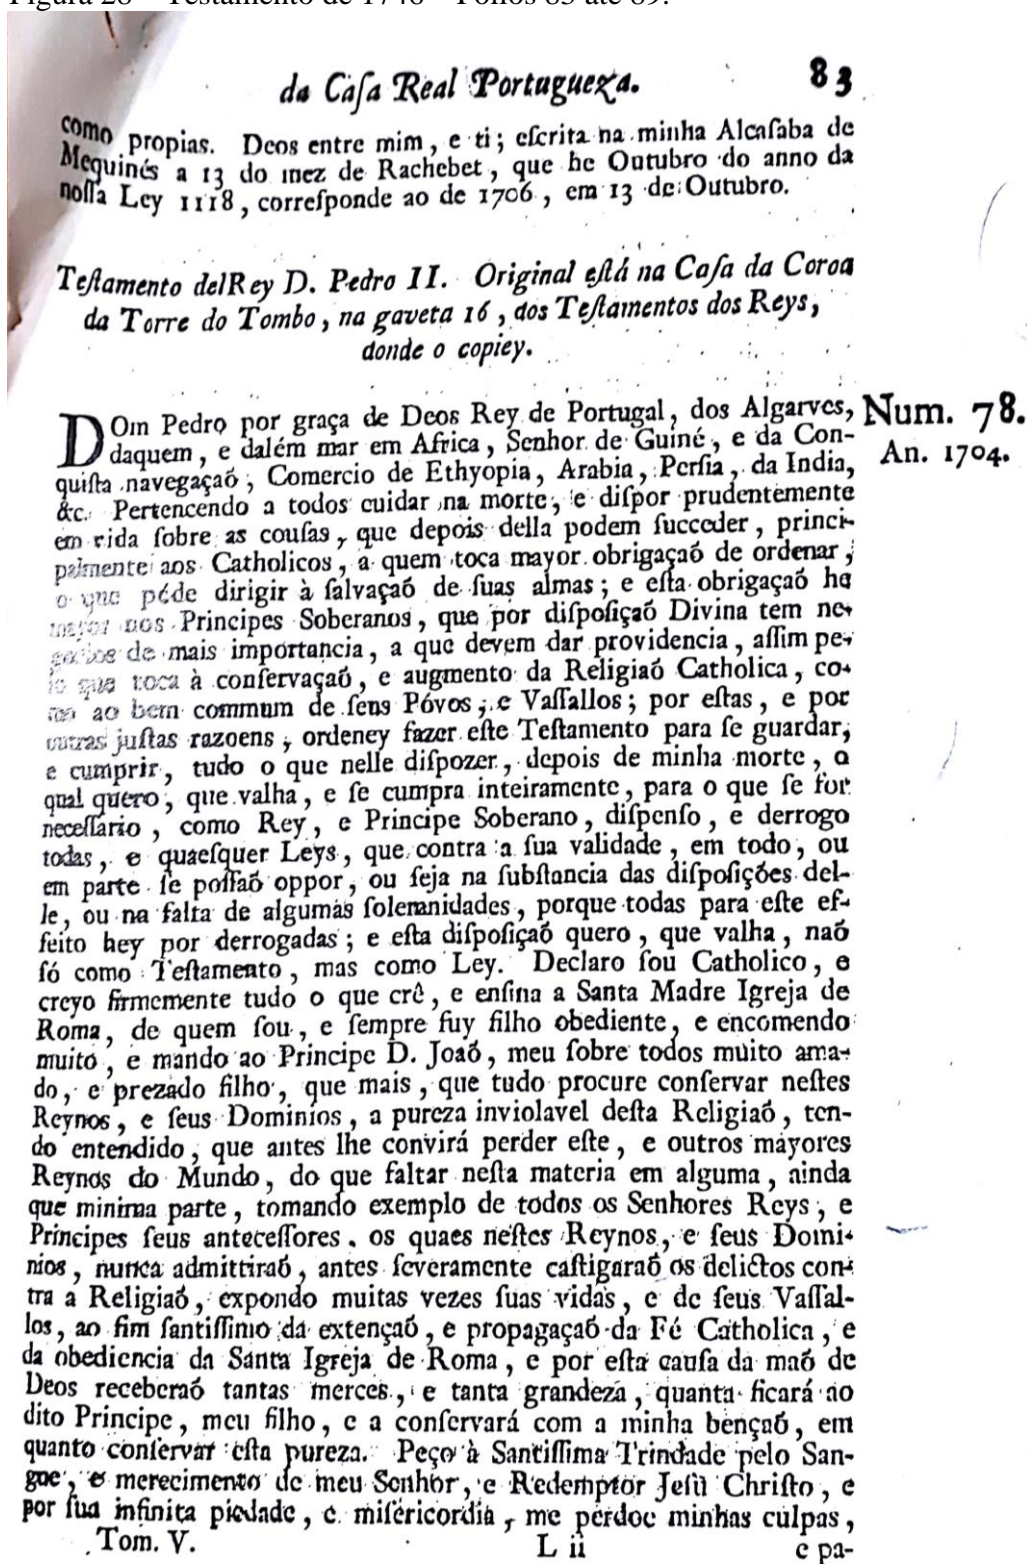 Figura 28 – Testamento de 1746 – Fólios 83 até 89.
da Caſa Real Portugueza. 83
como propias. Deos entre mim, e ti; eſcrita na minha Alcaſaba de
Mequinés a 13 do mez de Rachebet, que he Outubro do anno da
noſſa Ley 1118, correſponde ao de 1706, em 13 de Outubro.
Teſtamento delRey D. Pedro II. Original eſtá na Caſa da Coroa
da Torre do Tombo, na gaveta 16, dos Teſtamentos dos Reys,
donde o copiey.
Num. 78.
An. 1704.
DOm Pedro por graça de Deos Rey de Portugal, dos Algarves,
daquem, e dalém mar em Africa, Senhor de Guiné, e da Con-
quiſta navegaçaõ, Comercio de Ethyopia, Arabia, Perſia, da India,
&c. Pertencendo a todos cuidar na morte, e diſpor prudentemente
em vida ſobre as couſas, que depois della podem ſucceder, princi-
palmente aos Catholicos, a quem toca mayor obrigaçaõ de ordenar,
o que póde dirigir à ſalvaçaõ de ſuas almas; e eſta obrigaçaõ he
mayor nos Principes Soberanos, que por diſpoſiçaõ Divina tem ne-
gocios de mais importancia, a que devem dar providencia, aſſim pe-
lo que toca à conſervaçaõ, e augmento da Religiaõ Catholica, co-
mo ao bem commum de ſeus Póvos, e Vaſſallos; por eſtas, e por
outras juſtas razoens, ordeney fazer eſte Teſtamento para ſe guardar,
e cumprir, tudo o que nelle diſpozer, depois de minha morte, o
qual quero, que valha, e ſe cumpra inteiramente, para o que ſe for
neceſſario, como Rey, e Principe Soberano, diſpenſo, e derrogo
todas, e quaeſquer Leys, que contra a ſua validade, em todo, ou
em parte ſe poſſaõ oppor, ou ſeja na ſubſtancia das diſpoſições del-
le, ou na falta de algumas ſolemnidades, porque todas para eſte ef-
feito hey por derrogadas; e eſta diſpoſiçaõ quero, que valha, naõ
ſó como Teſtamento, mas como Ley. Declaro ſou Catholico, e
creyo firmemente tudo o que crê, e enſina a Santa Madre Igreja de
Roma, de quem ſou, e ſempre fuy filho obediente, e encomendo
muito, e mando ao Principe D. Joaõ, meu ſobre todos muito ama-
do, e prezado filho, que mais, que tudo procure conſervar neſtes
Reynos, e ſeus Dominios, a pureza inviolavel deſta Religiaõ, ten-
do entendido, que antes lhe convirá perder eſte, e outros mayores
Reynos do Mundo, do que faltar neſta materia em alguma, ainda
que minima parte, tomando exemplo de todos os Senhores Reys, e
Principes ſeus anteceſſores. os quaes neſtes Reynos, e ſeus Domi-
nios, nunca admittiraõ, antes ſeveramente caſtigaraõ os delictos con-
tra a Religiaõ, expondo muitas vezes ſuas vidas, e de ſeus Vaſſal-
los, ao fim ſantiſſimo da extençaõ, e propagaçaõ da Fé Catholica, e
da obediencia da Santa Igreja de Roma, e por eſta cauſa da maõ de
Deos receberaõ tantas merces, e tanta grandeza, quanta ficará ao
dito Principe, meu filho, e a conſervará com a minha bençaõ, em
quanto conſervar eſta pureza. Peço à Santiſſima Trindade pelo San-
gue, e merecimento de meu Senhor, e Redemptor Jeſu Chriſto, e
por ſua infinita piedade, e miſericordia, me perdoe minhas culpas,
Tom. V. L ii e pa-